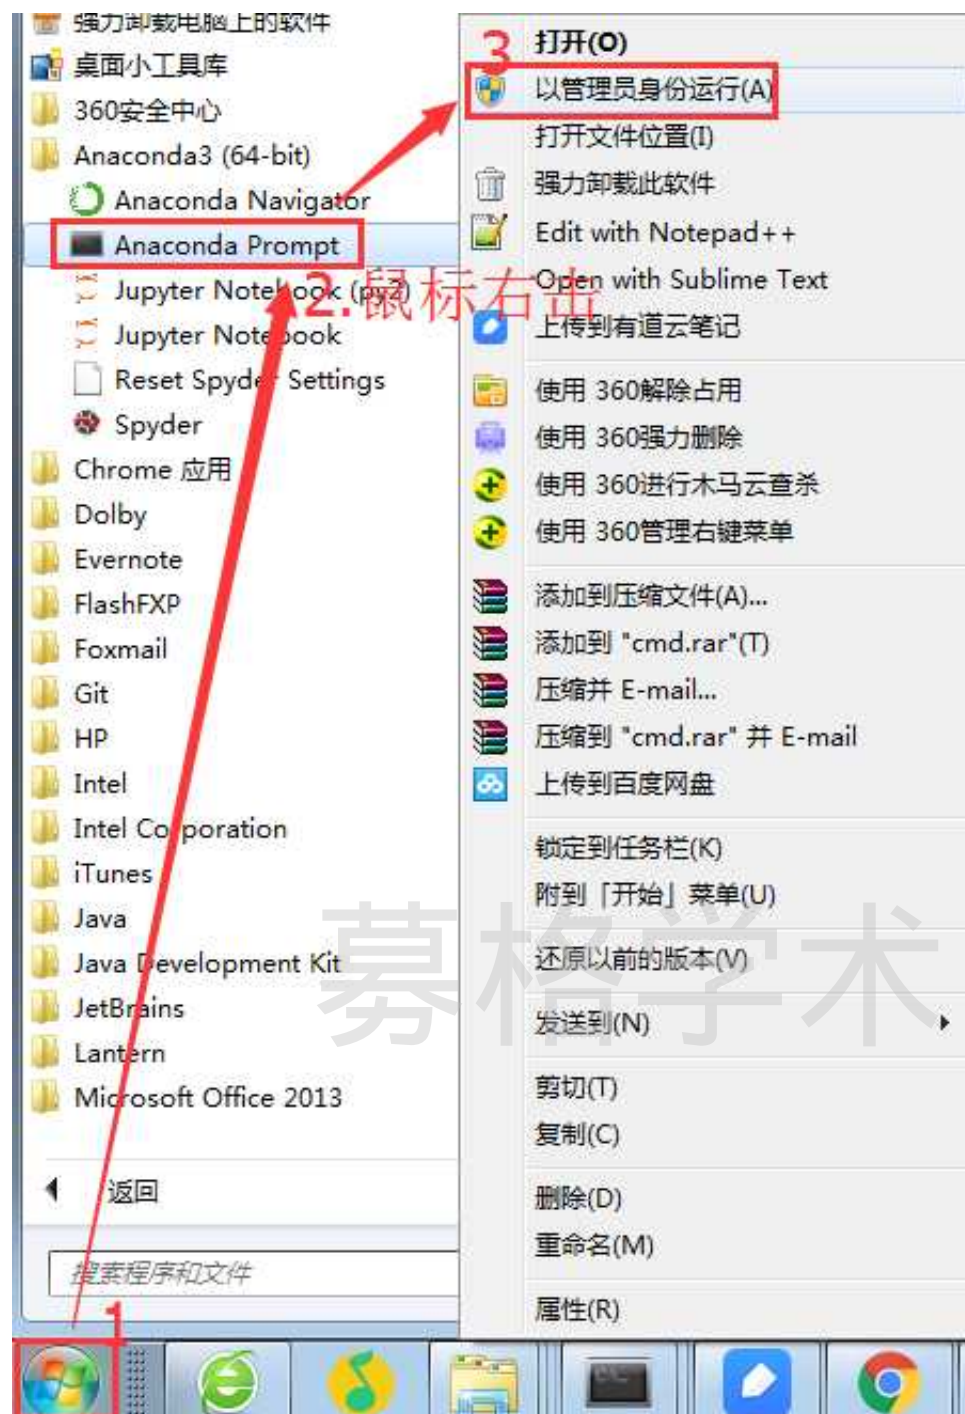 强力卸载电脑上的软件
桌面小工具库
360安全中心
Anaconda3 (64-bit)
Anaconda Navigator
Anaconda Prompt
Jupyter Notebook (py2)
Jupyter Notebook
Reset Spyder Settings
Spyder
Chrome 应用
Dolby
Evernote
FlashFXP
Foxmail
Git
HP
Intel
Intel Corporation
iTunes
Java
Java Development Kit
JetBrains
Lantern
Microsoft Office 2013
返回
搜索程序和文件
1
2.鼠标右击
3
打开(O)
以管理员身份运行(A)
打开文件位置(I)
强力卸载此软件
Edit with Notepad++
Open with Sublime Text
上传到有道云笔记
使用 360解除占用
使用 360强力删除
使用 360进行木马云查杀
使用 360管理右键菜单
添加到压缩文件(A)...
添加到 "cmd.rar"(T)
压缩并 E-mail...
压缩到 "cmd.rar" 并 E-mail
上传到百度网盘
锁定到任务栏(K)
附到「开始」菜单(U)
还原以前的版本(V)
发送到(N)
剪切(T)
复制(C)
删除(D)
重命名(M)
属性(R)
募格学术